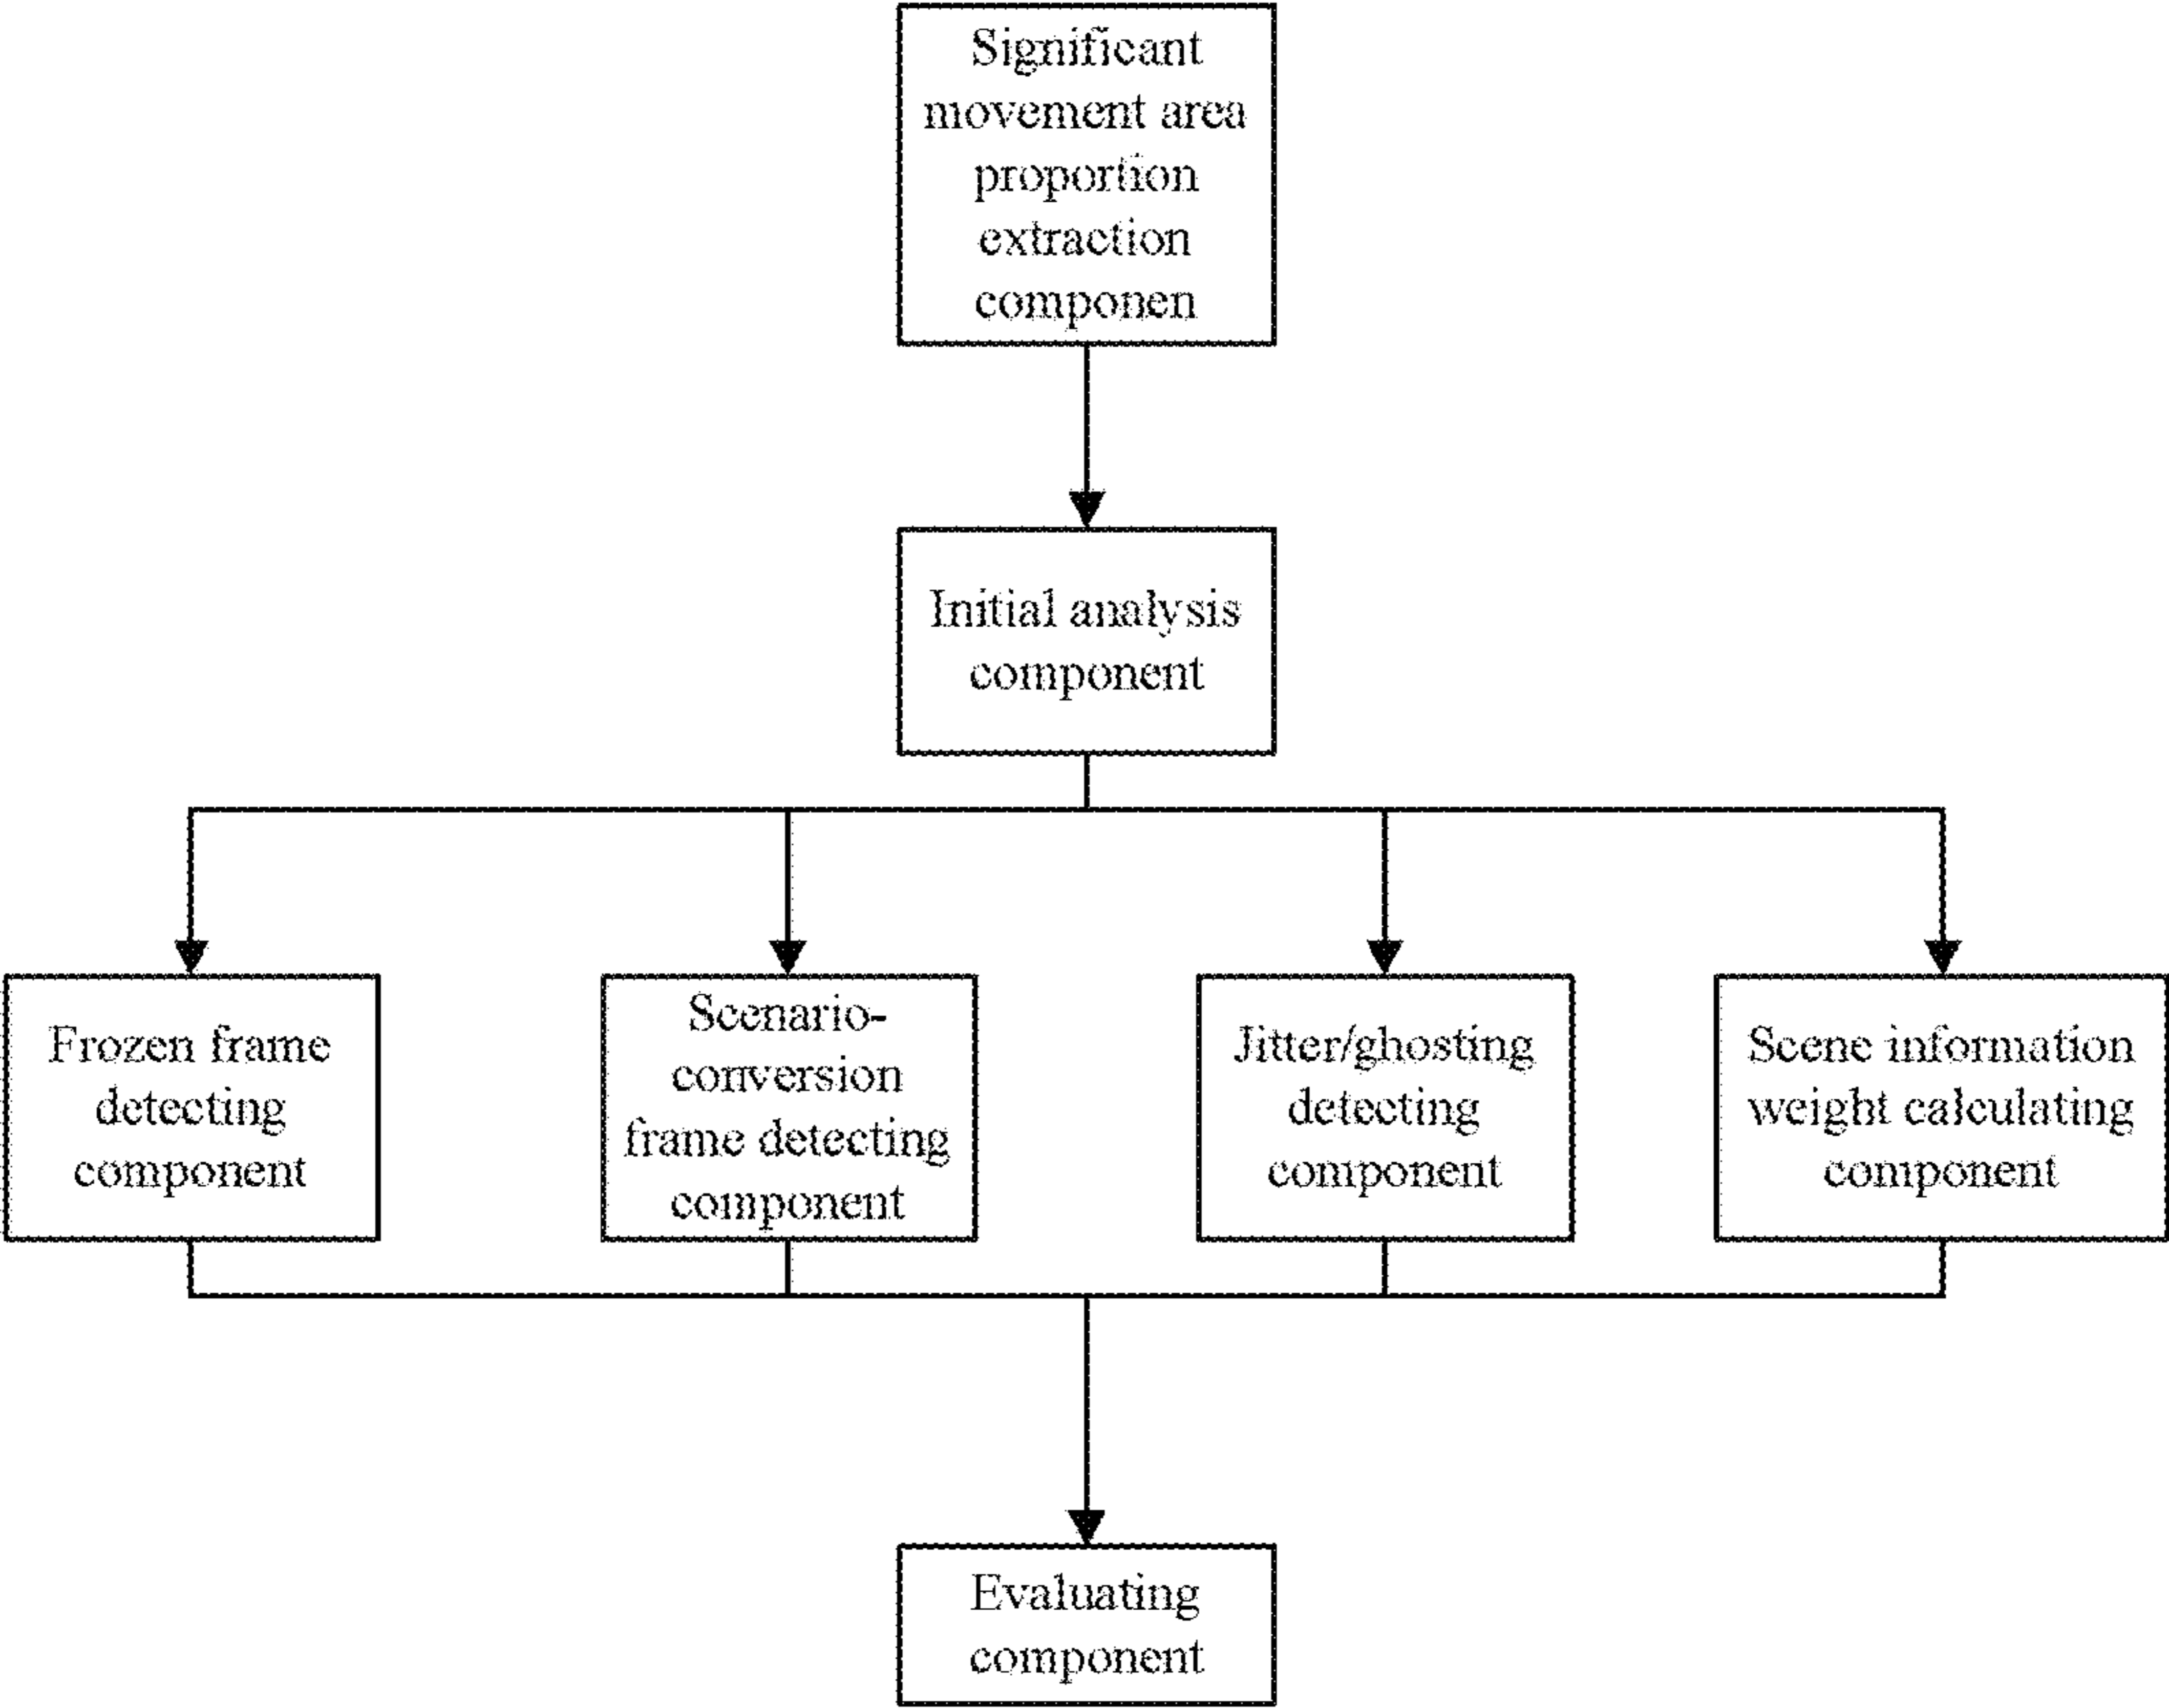 Significant
movement area
proportion
extraction
componen
Initial analysis
component
Frozen frame
detecting
component
Scenario-
conversion
frame detecting
component
Jitter/ghosting
detecting
component
Scene information
weight calculating
component
Evaluating
component